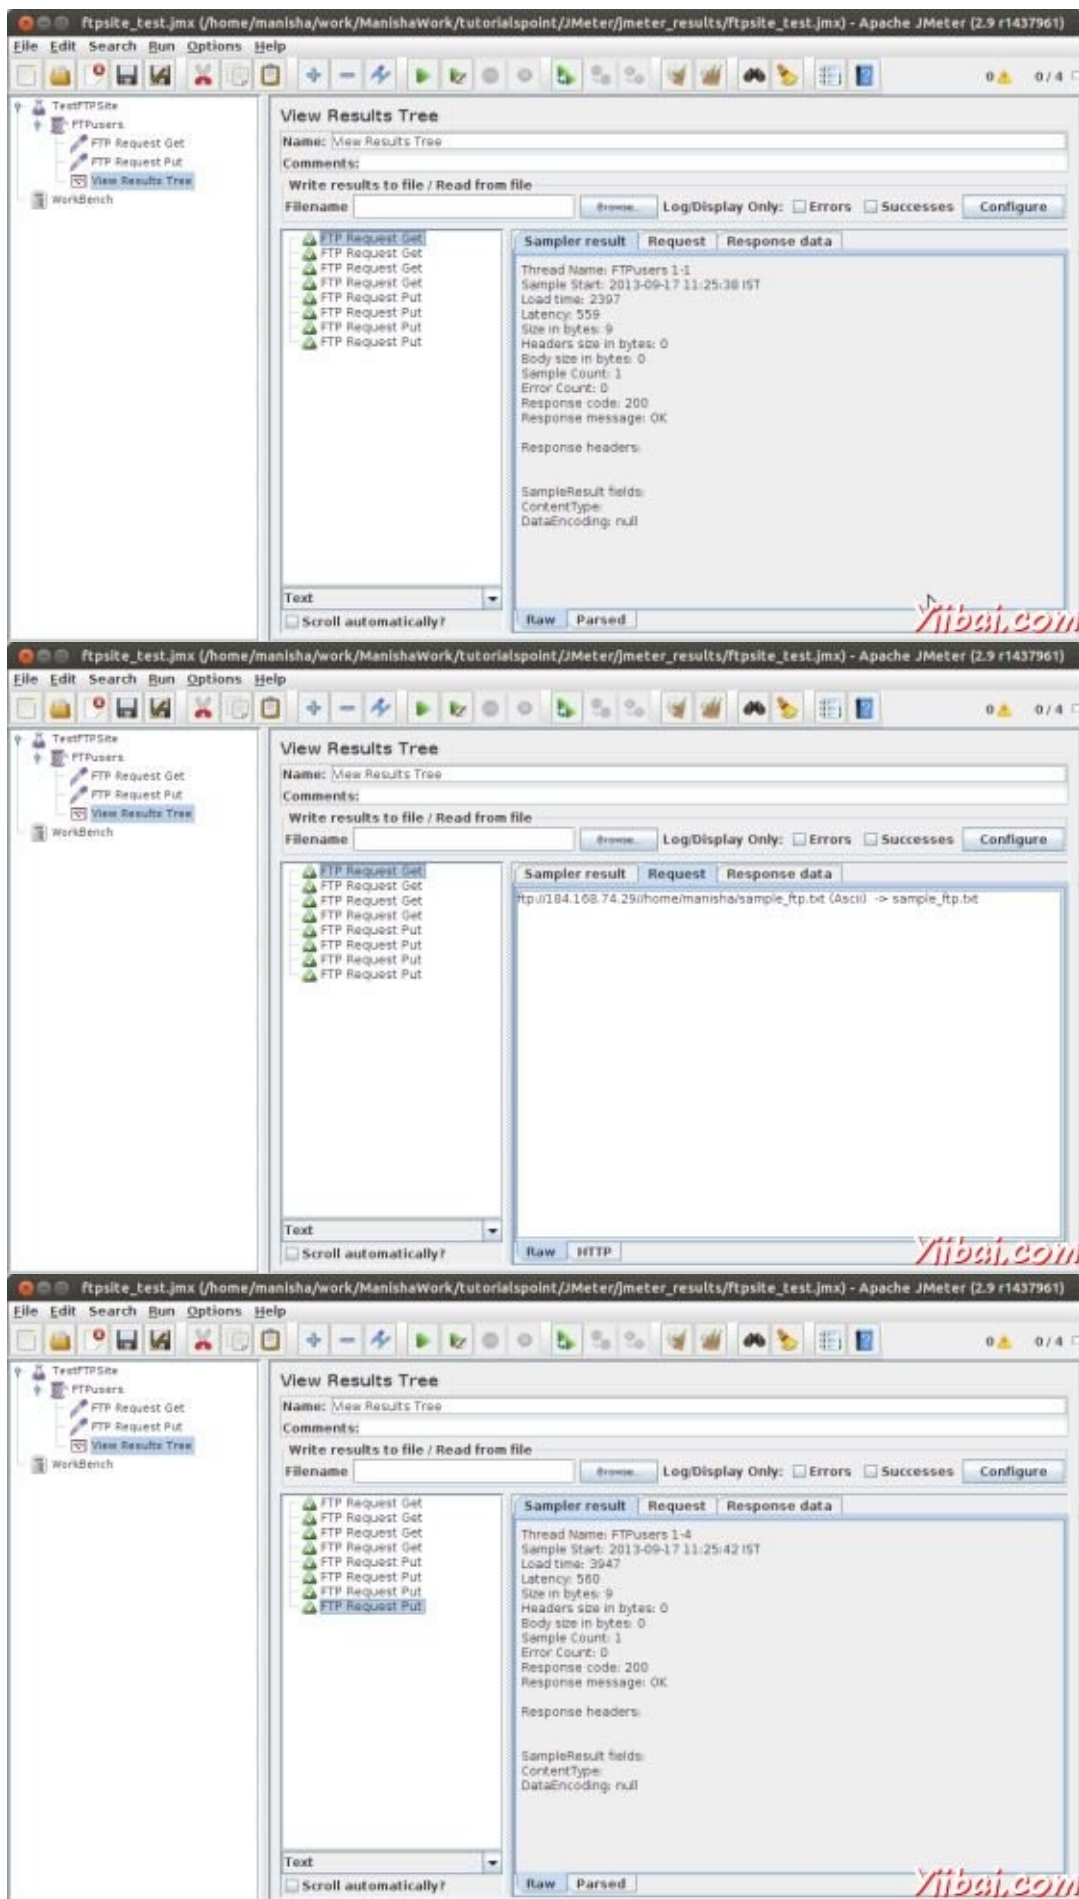 ftpsite_test.jmx (/home/manisha/work/ManishaWork/tutorialspoint/JMeter/jmeter_results/ftpsite_test.jmx) - Apache JMeter (2.9 r1437961)
File Edit Search Run Options Help
0 0 / 4
TestFTPSite
FTPusers
FTP Request Get
FTP Request Put
View Results Tree
WorkBench
View Results Tree
Name: View Results Tree
Comments:
Write results to file / Read from file
Filename Browse... Log/Display Only: Errors Successes Configure
FTP Request Get
FTP Request Get
FTP Request Get
FTP Request Get
FTP Request Put
FTP Request Put
FTP Request Put
FTP Request Put
Text
Scroll automatically?
Sampler result Request Response data
Thread Name: FTPusers 1-1
Sample Start: 2013-09-17 11:25:38 IST
Load time: 2397
Latency: 559
Size in bytes: 9
Headers size in bytes: 0
Body size in bytes: 0
Sample Count: 1
Error Count: 0
Response code: 200
Response message: OK
Response headers:
SampleResult fields:
ContentType:
DataEncoding: null
Raw Parsed
Yiibai.com
ftpsite_test.jmx (/home/manisha/work/ManishaWork/tutorialspoint/JMeter/jmeter_results/ftpsite_test.jmx) - Apache JMeter (2.9 r1437961)
File Edit Search Run Options Help
0 0 / 4
TestFTPSite
FTPusers
FTP Request Get
FTP Request Put
View Results Tree
WorkBench
View Results Tree
Name: View Results Tree
Comments:
Write results to file / Read from file
Filename Browse... Log/Display Only: Errors Successes Configure
FTP Request Get
FTP Request Get
FTP Request Get
FTP Request Get
FTP Request Put
FTP Request Put
FTP Request Put
FTP Request Put
Text
Scroll automatically?
Sampler result Request Response data
ftp://184.168.74.29//home/manisha/sample_ftp.txt (Ascii) -> sample_ftp.txt
Raw HTTP
Yiibai.com
ftpsite_test.jmx (/home/manisha/work/ManishaWork/tutorialspoint/JMeter/jmeter_results/ftpsite_test.jmx) - Apache JMeter (2.9 r1437961)
File Edit Search Run Options Help
0 0 / 4
TestFTPSite
FTPusers
FTP Request Get
FTP Request Put
View Results Tree
WorkBench
View Results Tree
Name: View Results Tree
Comments:
Write results to file / Read from file
Filename Browse... Log/Display Only: Errors Successes Configure
FTP Request Get
FTP Request Get
FTP Request Get
FTP Request Get
FTP Request Put
FTP Request Put
FTP Request Put
FTP Request Put
Text
Scroll automatically?
Sampler result Request Response data
Thread Name: FTPusers 1-4
Sample Start: 2013-09-17 11:25:42 IST
Load time: 3947
Latency: 560
Size in bytes: 9
Headers size in bytes: 0
Body size in bytes: 0
Sample Count: 1
Error Count: 0
Response code: 200
Response message: OK
Response headers:
SampleResult fields:
ContentType:
DataEncoding: null
Raw Parsed
Yiibai.com